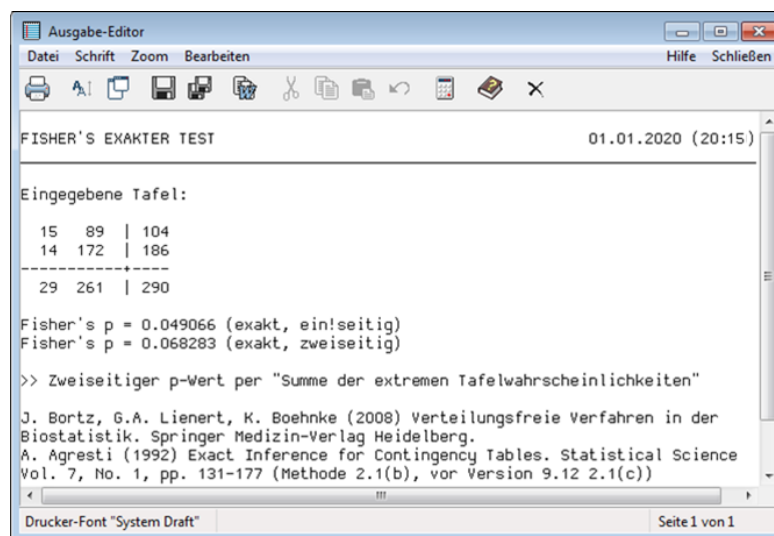 Ausgabe-Editor
Datei Schrift Zoom Bearbeiten Hilfe Schließen
FISHER'S EXAKTER TEST 01.01.2020 (20:15)
Eingegebene Tafel:
15 89 | 104
14 172 | 186
-----------+----
29 261 | 290
Fisher's p = 0.049066 (exakt, ein!seitig)
Fisher's p = 0.068283 (exakt, zweiseitig)
>> Zweiseitiger p-Wert per "Summe der extremen Tafelwahrscheinlichkeiten"
J. Bortz, G.A. Lienert, K. Boehnke (2008) Verteilungsfreie Verfahren in der
Biostatistik. Springer Medizin-Verlag Heidelberg.
A. Agresti (1992) Exact Inference for Contingency Tables. Statistical Science
Vol. 7, No. 1, pp. 131-177 (Methode 2.1(b), vor Version 9.12 2.1(c))
Drucker-Font "System Draft" Seite 1 von 1